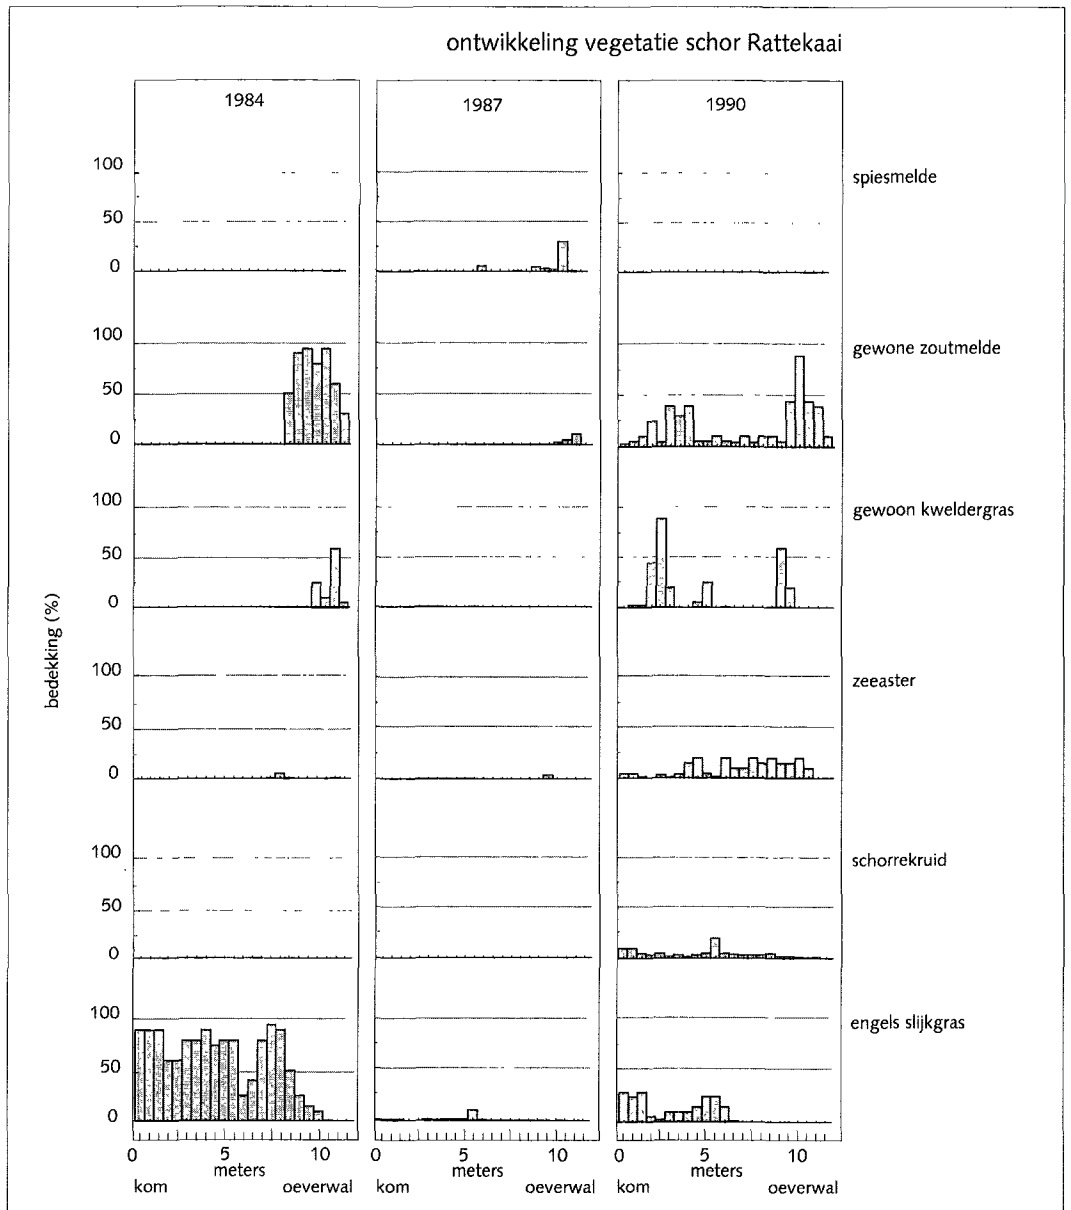 ontwikkeling vegetatie schor Rattekaai
1984 1987 1990
100
50
0
spiesmelde
100
50
0
gewone zoutmelde
100
50
0
gewoon kweldergras
bedekking (%)
100
50
0
zeeaster
100
50
0
schorrekruid
100
50
0
engels slijkgras
0 5 10 0 5 10 0 5 10
meters meters meters
kom oeverwal kom oeverwal kom oeverwal